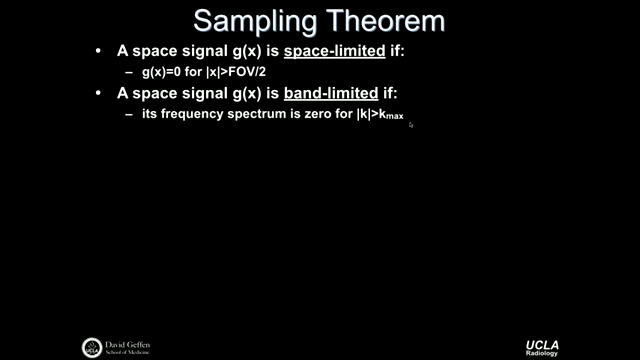 Sampling Theorem
• A space signal g(x) is space-limited if:
– g(x)=0 for |x|>FOV/2
• A space signal g(x) is band-limited if:
– its frequency spectrum is zero for |k|>kmax
UCLA
David Geffen
School of Medicine
UCLA
Radiology